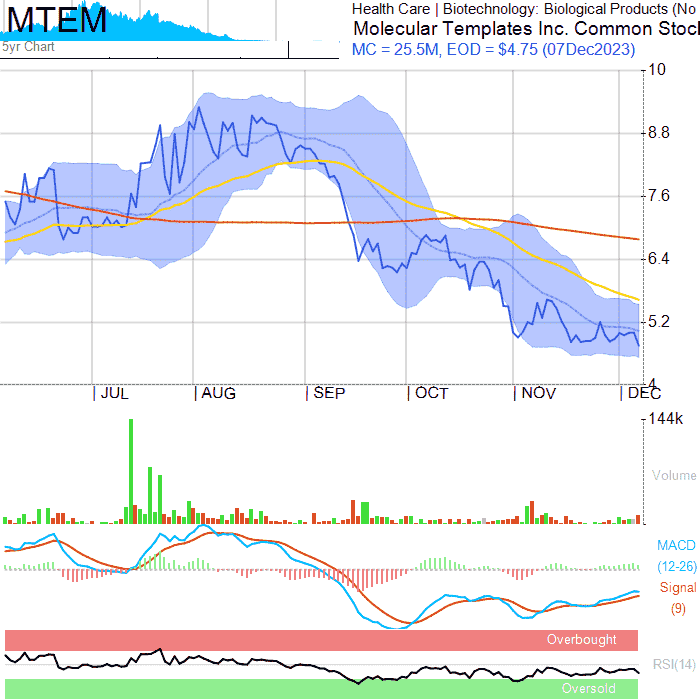 MTEM
5yr Chart
Health Care | Biotechnology: Biological Products (No
Molecular Templates Inc. Common Stoc
MC = 25.5M, EOD = $4.75 (07Dec2023)
10
8.8
7.6
6.4
5.2
4
JUL AUG SEP OCT NOV DEC
144k
Volume
MACD
(12-26)
Signal
(9)
Overbought
RSI(14)
Oversold